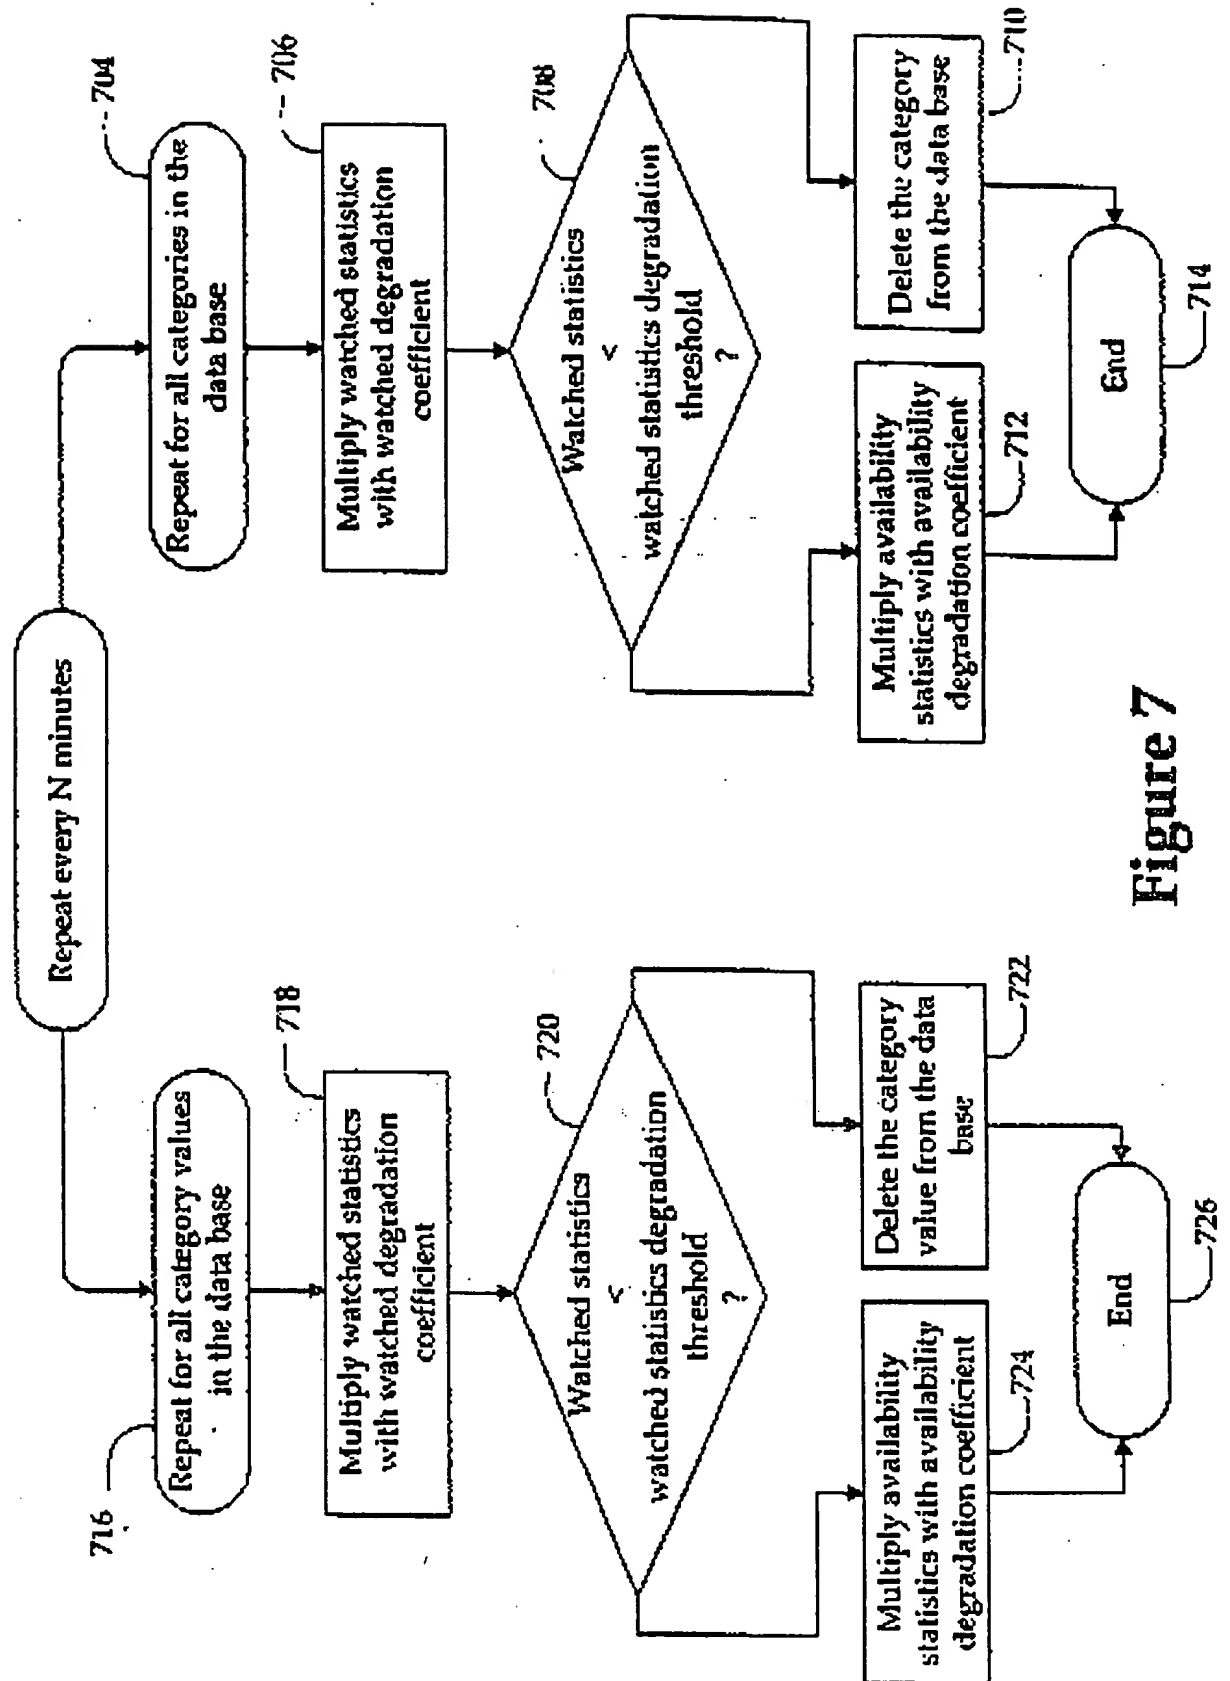 Repeat every N minutes
716
Repeat for all category values
in the data base
718
Multiply watched statistics
with watched degradation
coefficient
720
Watched statistics
<
watched statistics degradation
threshold
?
Multiply availability
statistics with availability
degradation coefficient
724
Delete the category
value from the data
base
722
End
726
704
Repeat for all categories in the
data base
706
Multiply watched statistics
with watched degradation
coefficient
708
Watched statistics
<
watched statistics degradation
threshold
?
Multiply availability
statistics with availability
degradation coefficient
712
Delete the category
from the data base
710
End
714
Figure 7